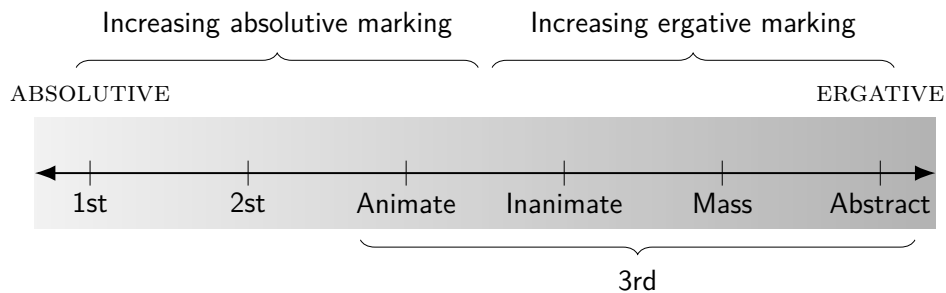 Increasing absolutive marking Increasing ergative marking
ABSOLUTIVE ERGATIVE
1st 2st Animate Inanimate Mass Abstract
3rd